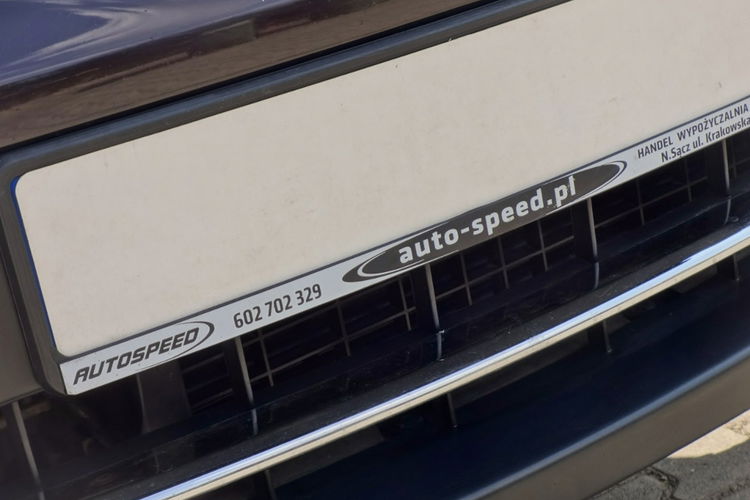 AUTOSPEED
602 702 329
auto-speed.pl
HANDEL WYPOŻYCZALNIA
N.Sącz ul. Krakowska